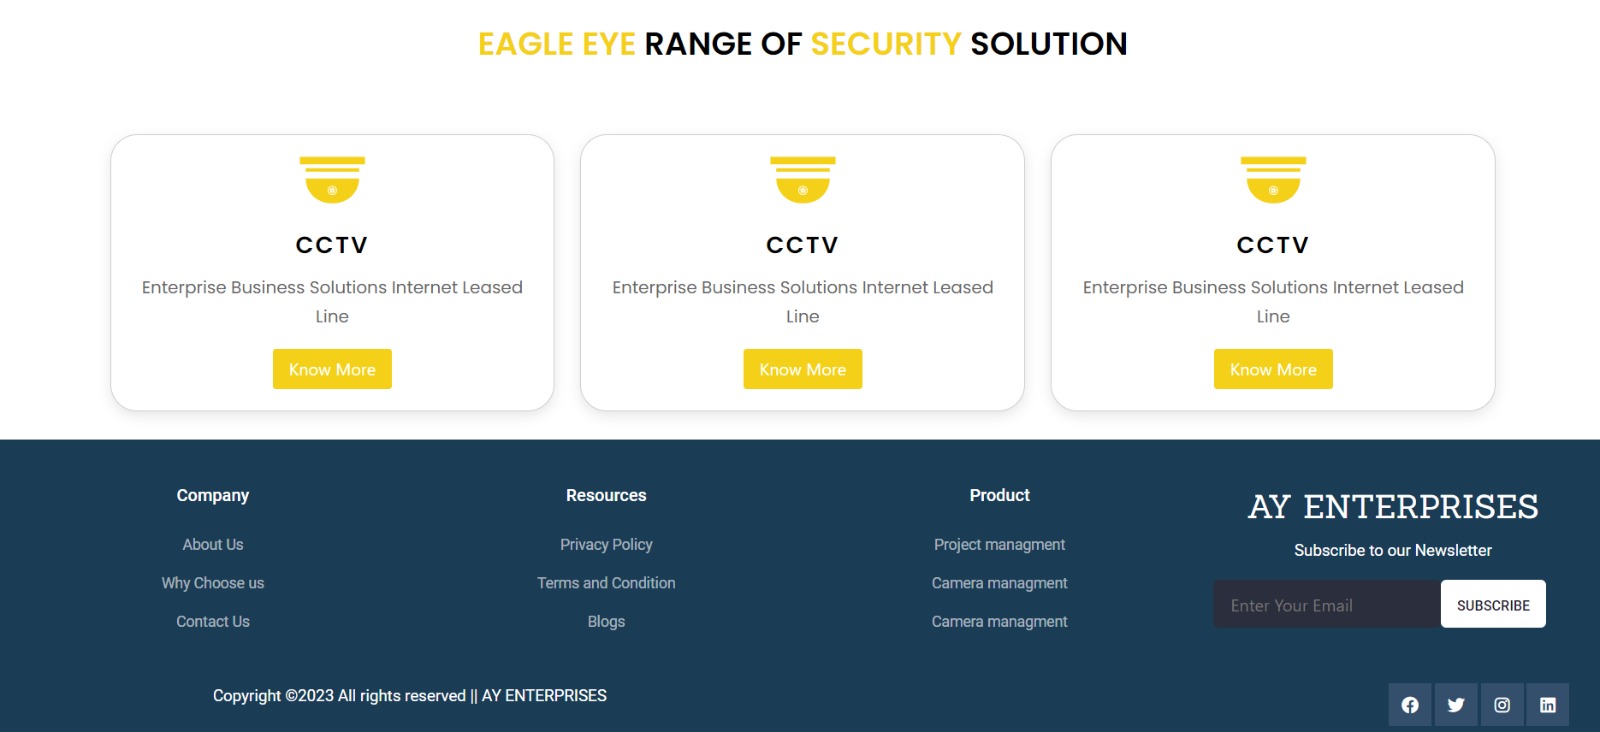 EAGLE EYE RANGE OF SECURITY SOLUTION
CCTV
Enterprise Business Solutions Internet Leased
Line
Know More
CCTV
Enterprise Business Solutions Internet Leased
Line
Know More
CCTV
Enterprise Business Solutions Internet Leased
Line
Know More
Company
About Us
Why Choose us
Contact Us
Resources
Privacy Policy
Terms and Condition
Blogs
Product
Project managment
Camera managment
Camera managment
AY ENTERPRISES
Subscribe to our Newsletter
Enter Your Email
SUBSCRIBE
Copyright ©2023 All rights reserved || AY ENTERPRISES